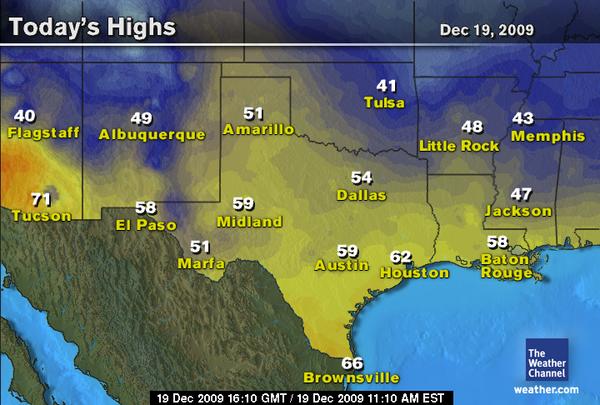 Today's Highs
Dec 19, 2009
41
Tulsa
40
Flagstaff
49
Albuquerque
51
Amarillo
48
Little Rock
43
Memphis
54
Dallas
71
Tucson
58
El Paso
59
Midland
47
Jackson
51
Marfa
59
Austin
62
Houston
58
Baton
Rouge
66
Brownsville
The
Weather
Channel
weather.com
19 Dec 2009 16:10 GMT / 19 Dec 2009 11:10 AM EST